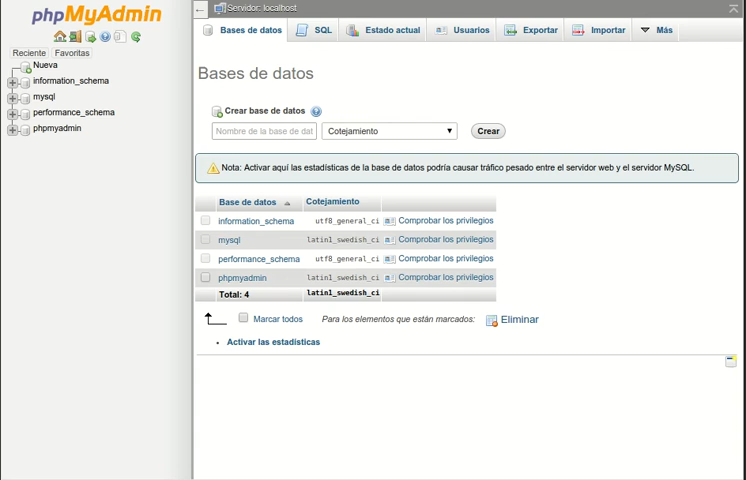 phpMyAdmin
Reciente Favoritas
Nueva
information_schema
mysql
performance_schema
phpmyadmin
Servidor: localhost
Bases de datos SQL Estado actual Usuarios Exportar Importar Más
Bases de datos
Crear base de datos
Nombre de la base de dat Cotejamiento Crear
Nota: Activar aquí las estadísticas de la base de datos podría causar tráfico pesado entre el servidor web y el servidor MySQL.
Base de datos Cotejamiento
information_schema utf8_general_ci Comprobar los privilegios
mysql latin1_swedish_ci Comprobar los privilegios
performance_schema utf8_general_ci Comprobar los privilegios
phpmyadmin latin1_swedish_ci Comprobar los privilegios
Total: 4 latin1_swedish_ci
Marcar todos Para los elementos que están marcados: Eliminar
Activar las estadísticas